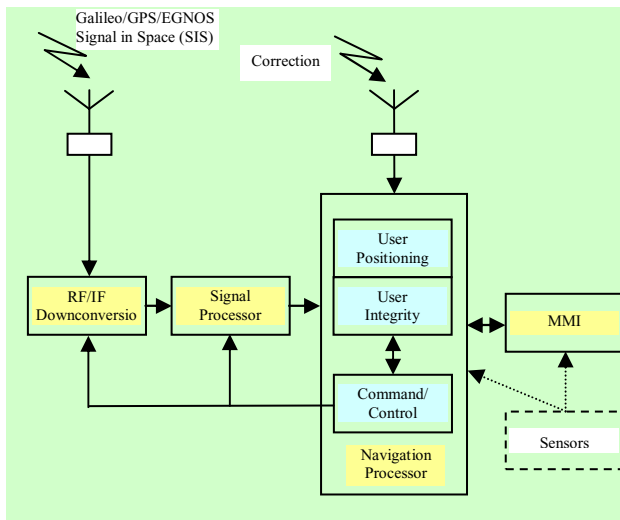 Galileo/GPS/EGNOS
Signal in Space (SIS)
Correction
User
Positioning
RF/IF
Downconversio
Signal
Processor
User
Integrity
MMI
Command/
Control
Sensors
Navigation
Processor